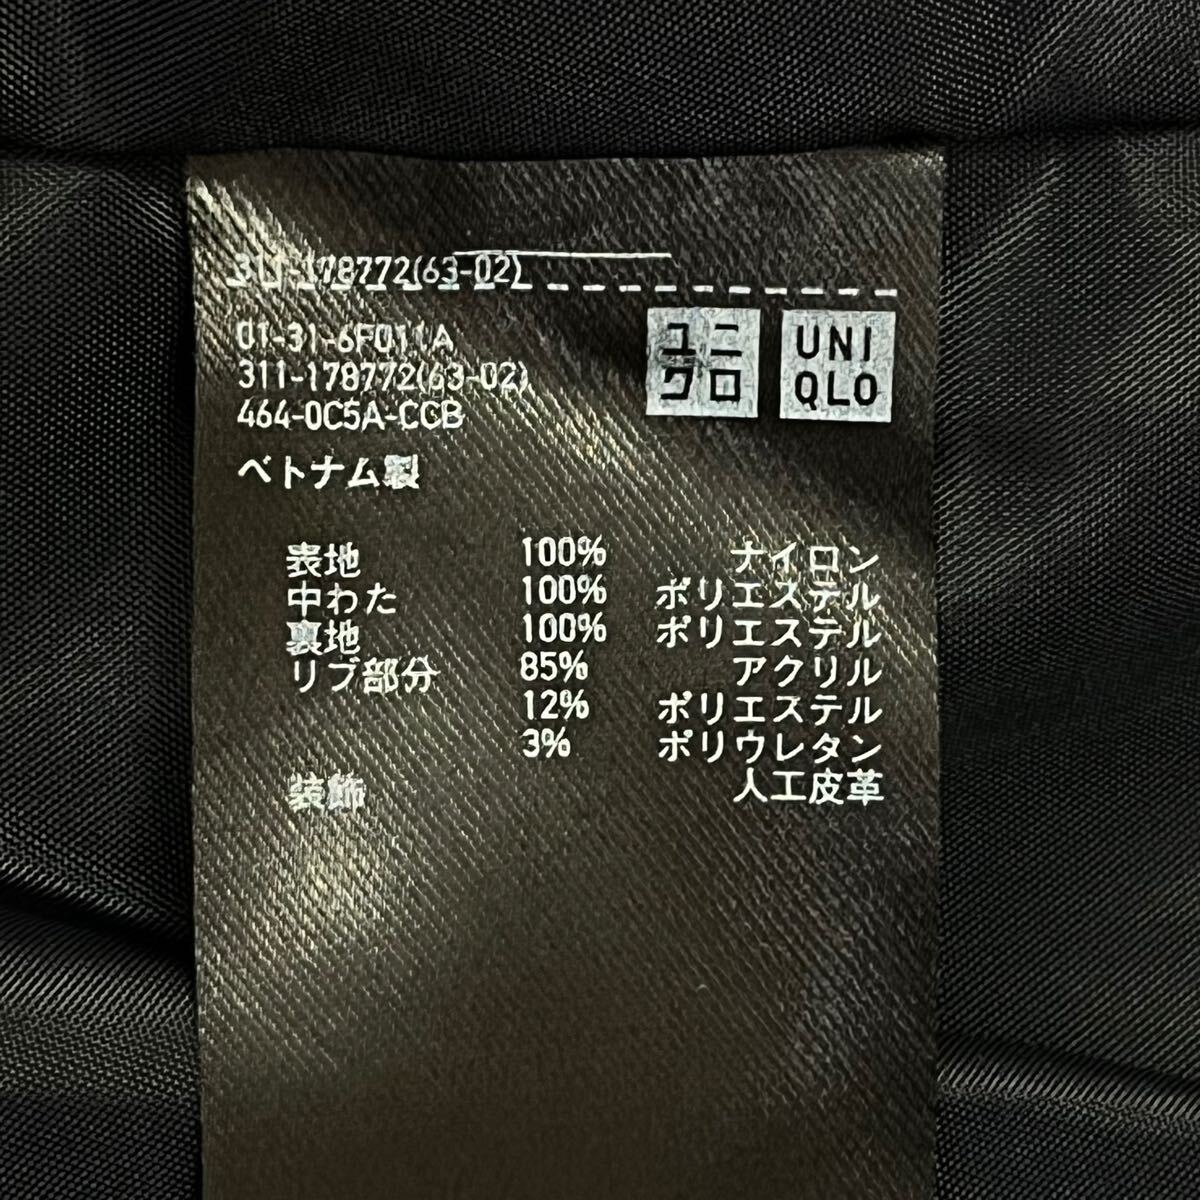 311-178772(63-02)
01-31-6F011A
311-178772(63-02)
464-0C5A-CCB
ユニ
クロ
UNI
QLO
ベトナム製
表地 100% ナイロン
中わた 100% ポリエステル
裏地 100% ポリエステル
リブ部分 85% アクリル
12% ポリエステル
3% ポリウレタン
装飾 人工皮革